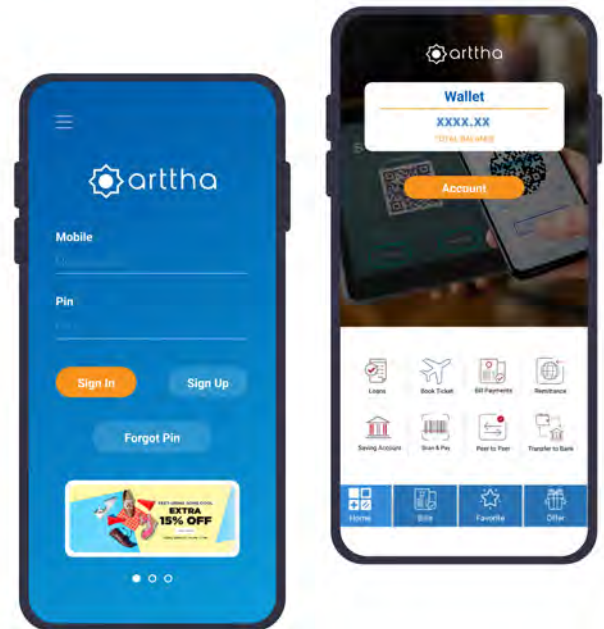 arttha
Mobile
Pin
Sign In
Sign Up
Forgot Pin
EXTRA
15% OFF
arttha
Wallet
XXXX.XX
TOTAL BALANCE
Account
Loans
Book Ticket
Bill Payments
Remittance
Saving Account
Scan & Pay
Peer to Peer
Transfer to Bank
Home
Bills
Favorite
Offer